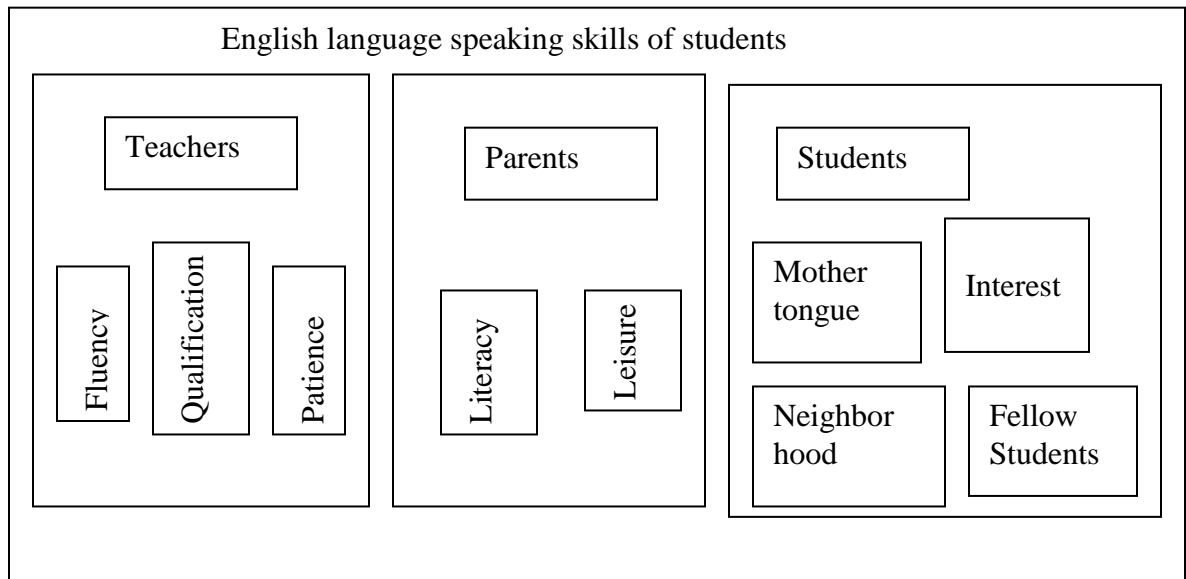 English language speaking skills of students
Teachers
Fluency
Qualification
Patience
Parents
Literacy
Leisure
Students
Mother
tongue
Interest
Neighbor
hood
Fellow
Students